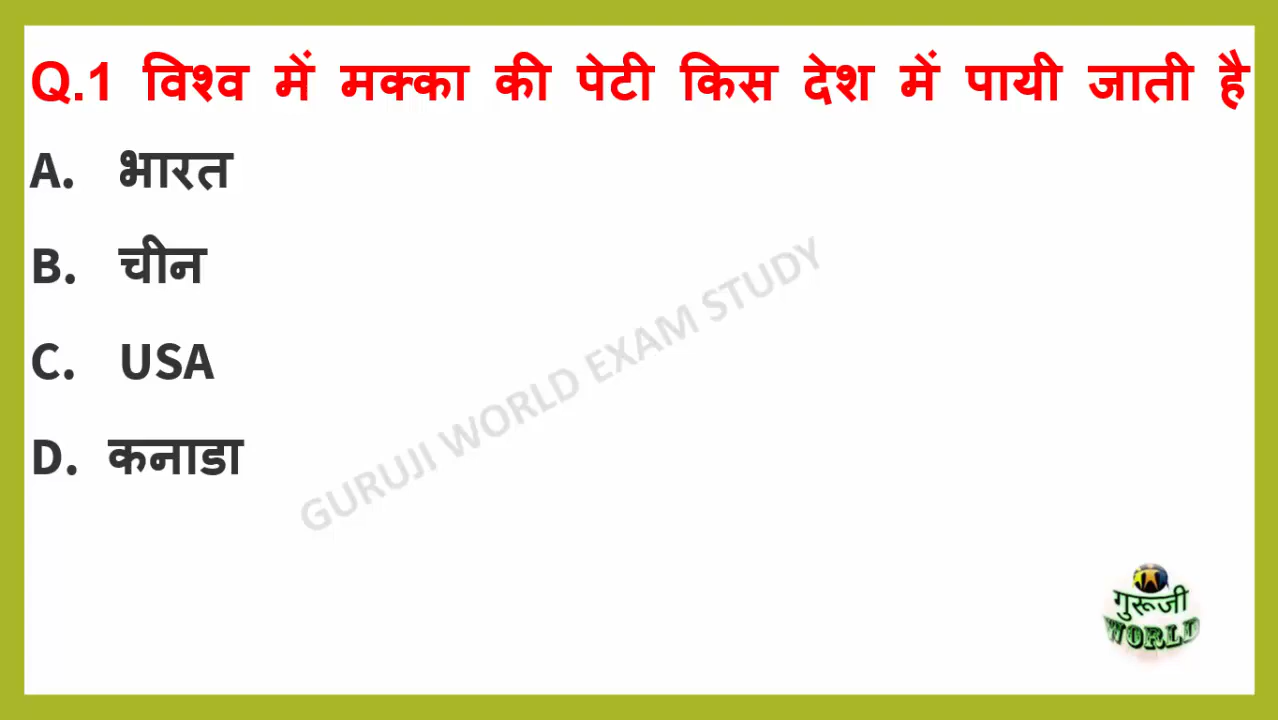 Q.1 विश्व में मक्का की पेटी किस देश में पायी जाती है
A. भारत
B. चीन
C. USA
D. कनाडा
GURUJI WORLD EXAM STUDY
गुरूजी
WORLD